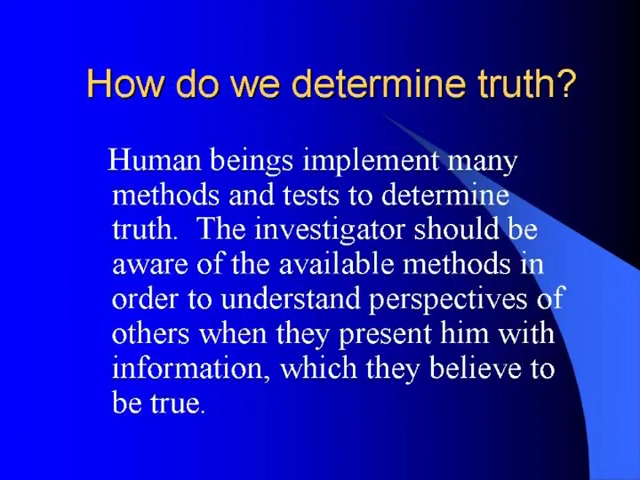 How do we determine truth?
Human beings implement many
methods and tests to determine
truth.  The investigator should be
aware of the available methods in
order to understand perspectives of
others when they present him with
information, which they believe to
be true.